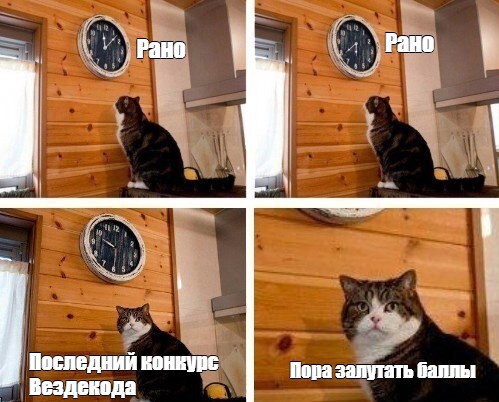 Рано
Рано
Последний конкурс
Вездекода
Пора залутать баллы